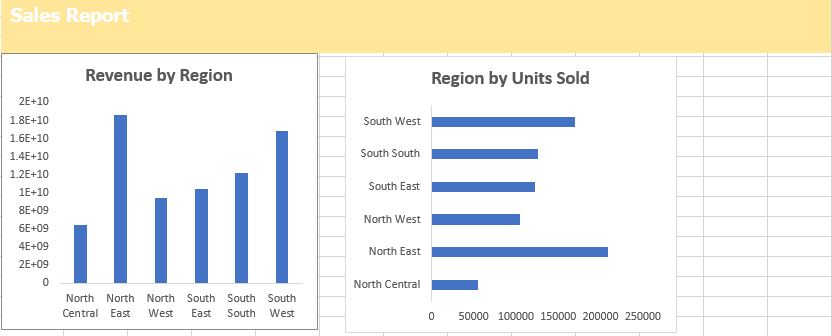 Sales Report
Revenue by Region
2E+10
1.8E+10
1.6E+10
1.4E+10
1.2E+10
1E+10
8E+09
6E+09
4E+09
2E+09
0
North Central
North East
North West
South East
South South
South West
Region by Units Sold
South West
South South
South East
North West
North East
North Central
0 50000 100000 150000 200000 250000